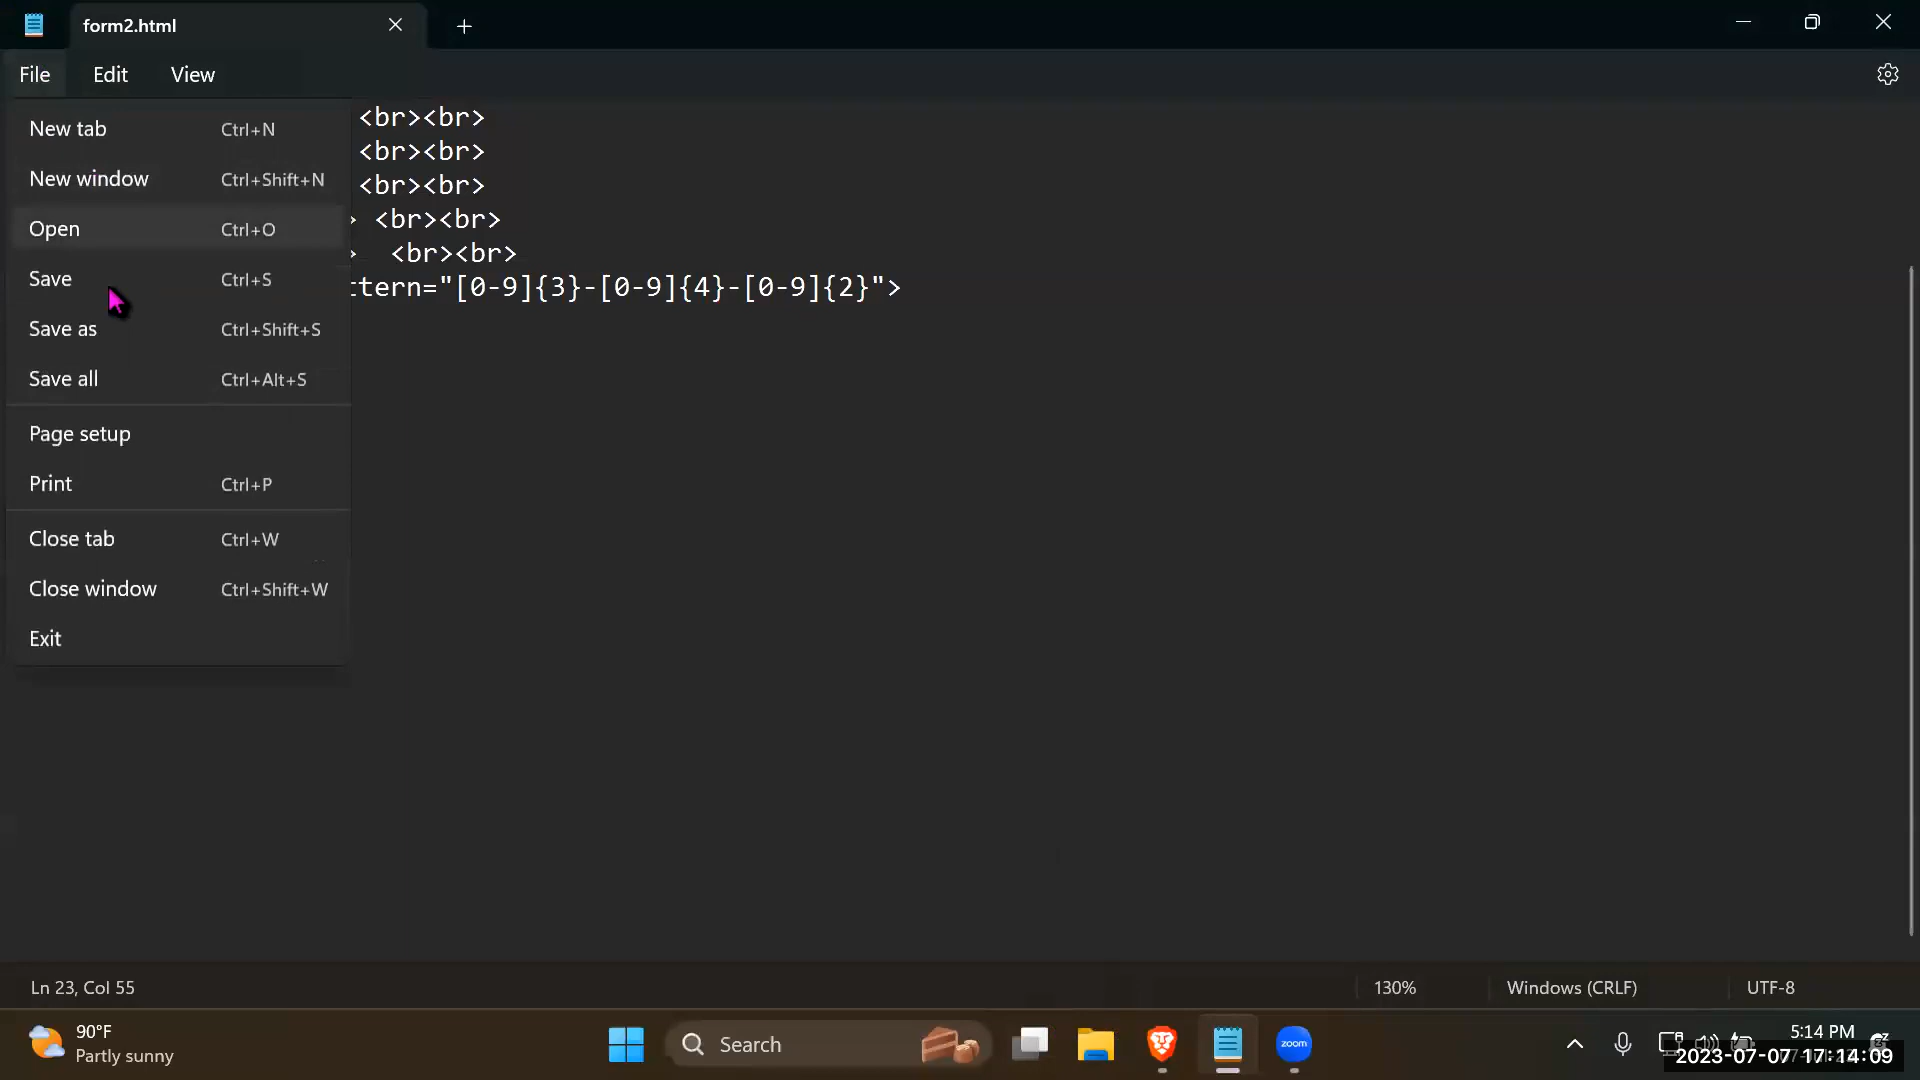 form2.html
File Edit View
New tab Ctrl+N
<br><br>
<br><br>
New window Ctrl+Shift+N
<br><br>
> <br><br>
Open Ctrl+O
> <br><br>
Save Ctrl+S
ttern="[0-9]{3}-[0-9]{4}-[0-9]{2}">
Save as Ctrl+Shift+S
Save all Ctrl+Alt+S
Page setup
Print Ctrl+P
Close tab Ctrl+W
Close window Ctrl+Shift+W
Exit
Ln 23, Col 55 130% Windows (CRLF) UTF-8
90°F
Partly sunny
Search
zoom
5:14 PM
2023-07-07 17:14:09